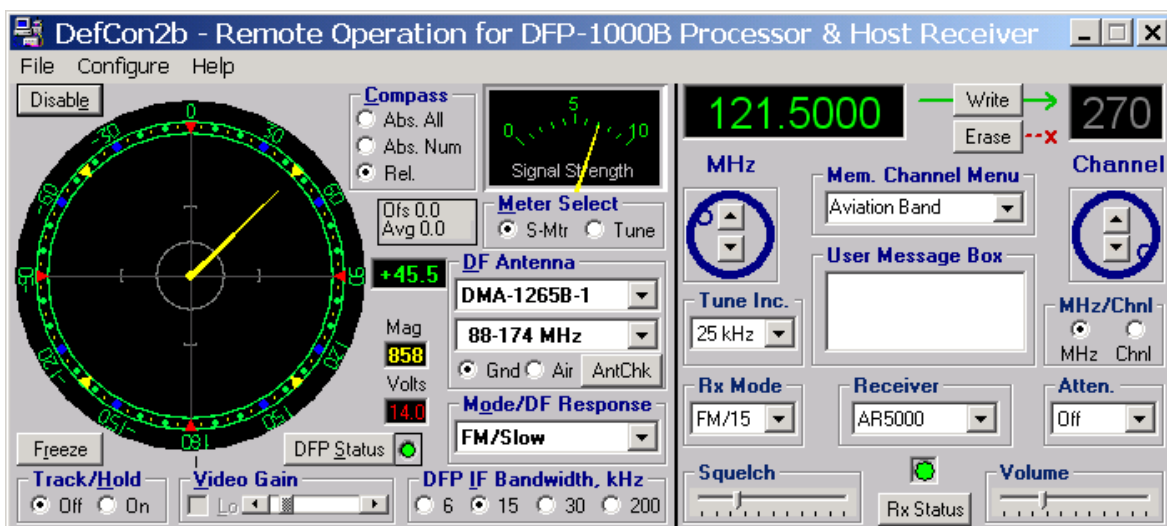 DefCon2b - Remote Operation for DFP-1000B Processor & Host Receiver
File Configure Help
Disable
0
30
60
90
120
150
180
-150
-120
-90
-60
-30
Compass
Abs. All
Abs. Num
Rel.
0 5 10
Signal Strength
Ofs 0.0
Avg 0.0
Meter Select
S-Mtr Tune
+45.5
DF Antenna
DMA-1265B-1
88-174 MHz
Gnd Air AntChk
Mag
858
Volts
14.0
Mode/DF Response
FM/Slow
Freeze
DFP Status
Track/Hold
Off On
Video Gain
Lo
DFP IF Bandwidth, kHz
6 15 30 200
121.5000
Write
Erase
X
270
MHz
Channel
Mem. Channel Menu
Aviation Band
User Message Box
Tune Inc.
25 kHz
MHz/Chnl
MHz Chnl
Rx Mode
FM/15
Receiver
AR5000
Atten.
Off
Squelch
Rx Status
Volume